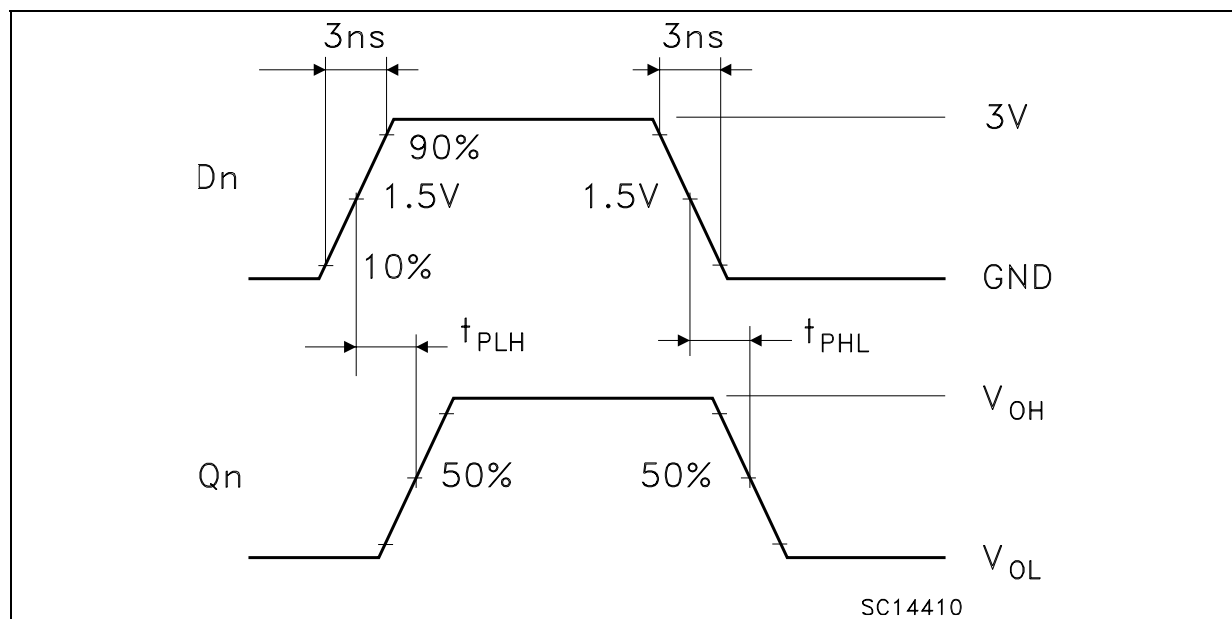 3ns 3ns
3V
90%
Dn 1.5V 1.5V
10% GND
tPLH tPHL
VOH
Qn 50% 50%
VOL
SC14410